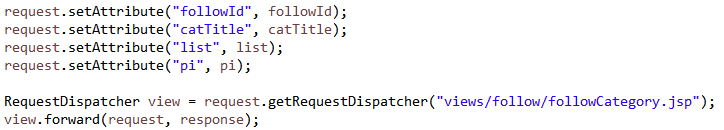 request.setAttribute("followId", followId);
request.setAttribute("catTitle", catTitle);
request.setAttribute("list", list);
request.setAttribute("pi", pi);

RequestDispatcher view = request.getRequestDispatcher("views/follow/followCategory.jsp");
view.forward(request, response);